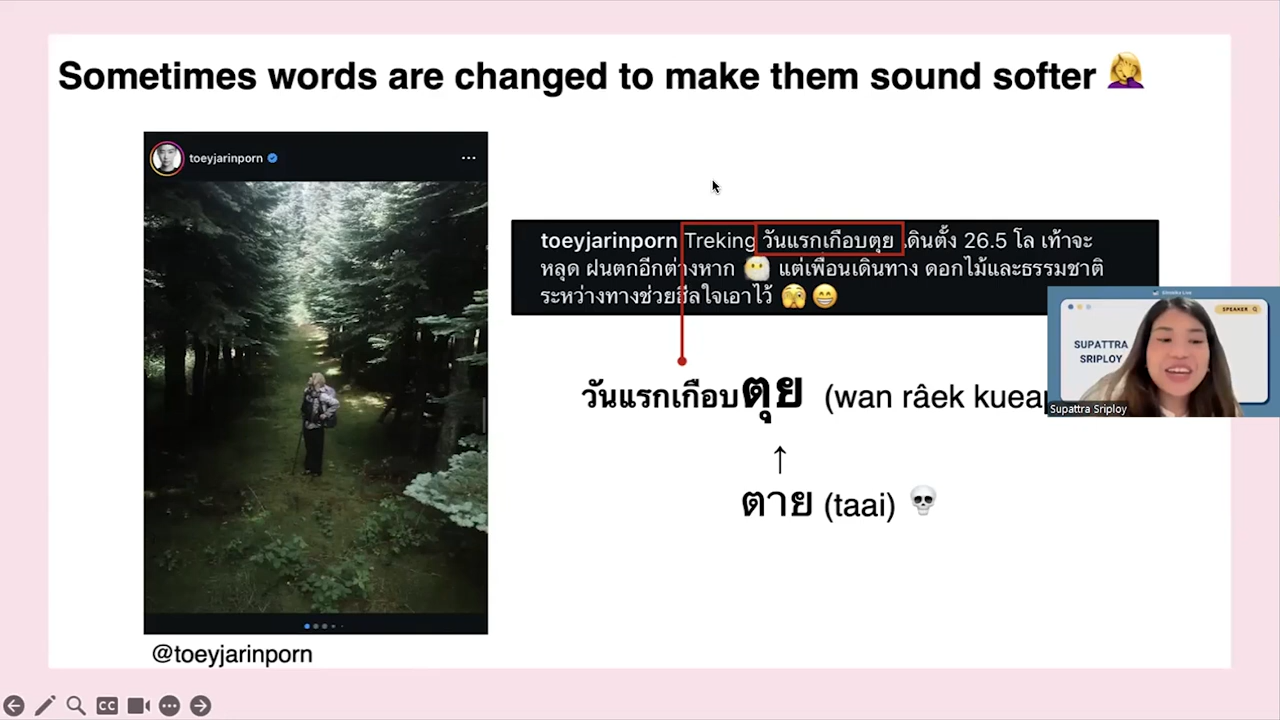 Sometimes words are changed to make them sound softer
toeyjarinporn
toeyjarinporn Treking วันแรกเกือบตุย เดินตั้ง 26.5 โล เท้าจะ
หลุด ฝนตกอีกต่างหาก แต่เพื่อนเดินทาง ดอกไม้และธรรมชาติ
ระหว่างทางช่วยฮีลใจเอาไว้
วันแรกเกือบตุย (wan râek kueap
↑
ตาย (taai)
@toeyjarinporn
SPEAKER
SUPATTRA
SRIPLOY
Supattra Sriploy
CC